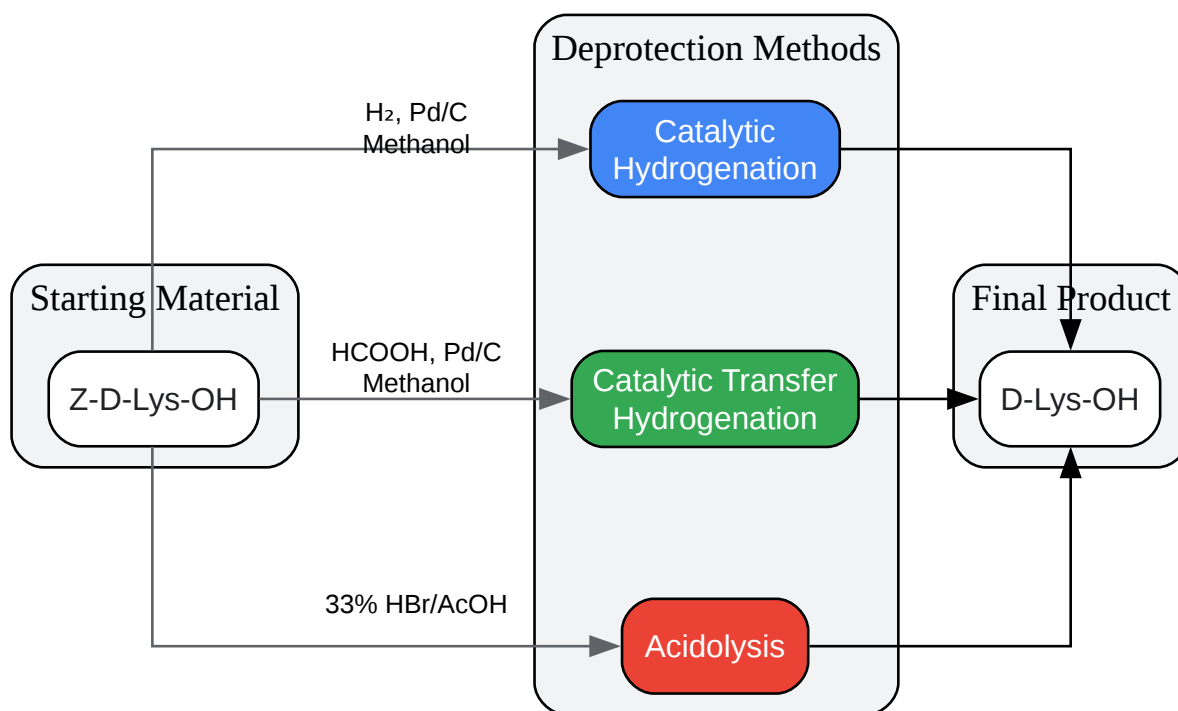 Deprotection Methods
H₂, Pd/C
Methanol
Catalytic
Hydrogenation
Starting Material
Z-D-Lys-OH
HCOOH, Pd/C
Methanol
Catalytic Transfer
Hydrogenation
Final Product
D-Lys-OH
33% HBr/AcOH
Acidolysis